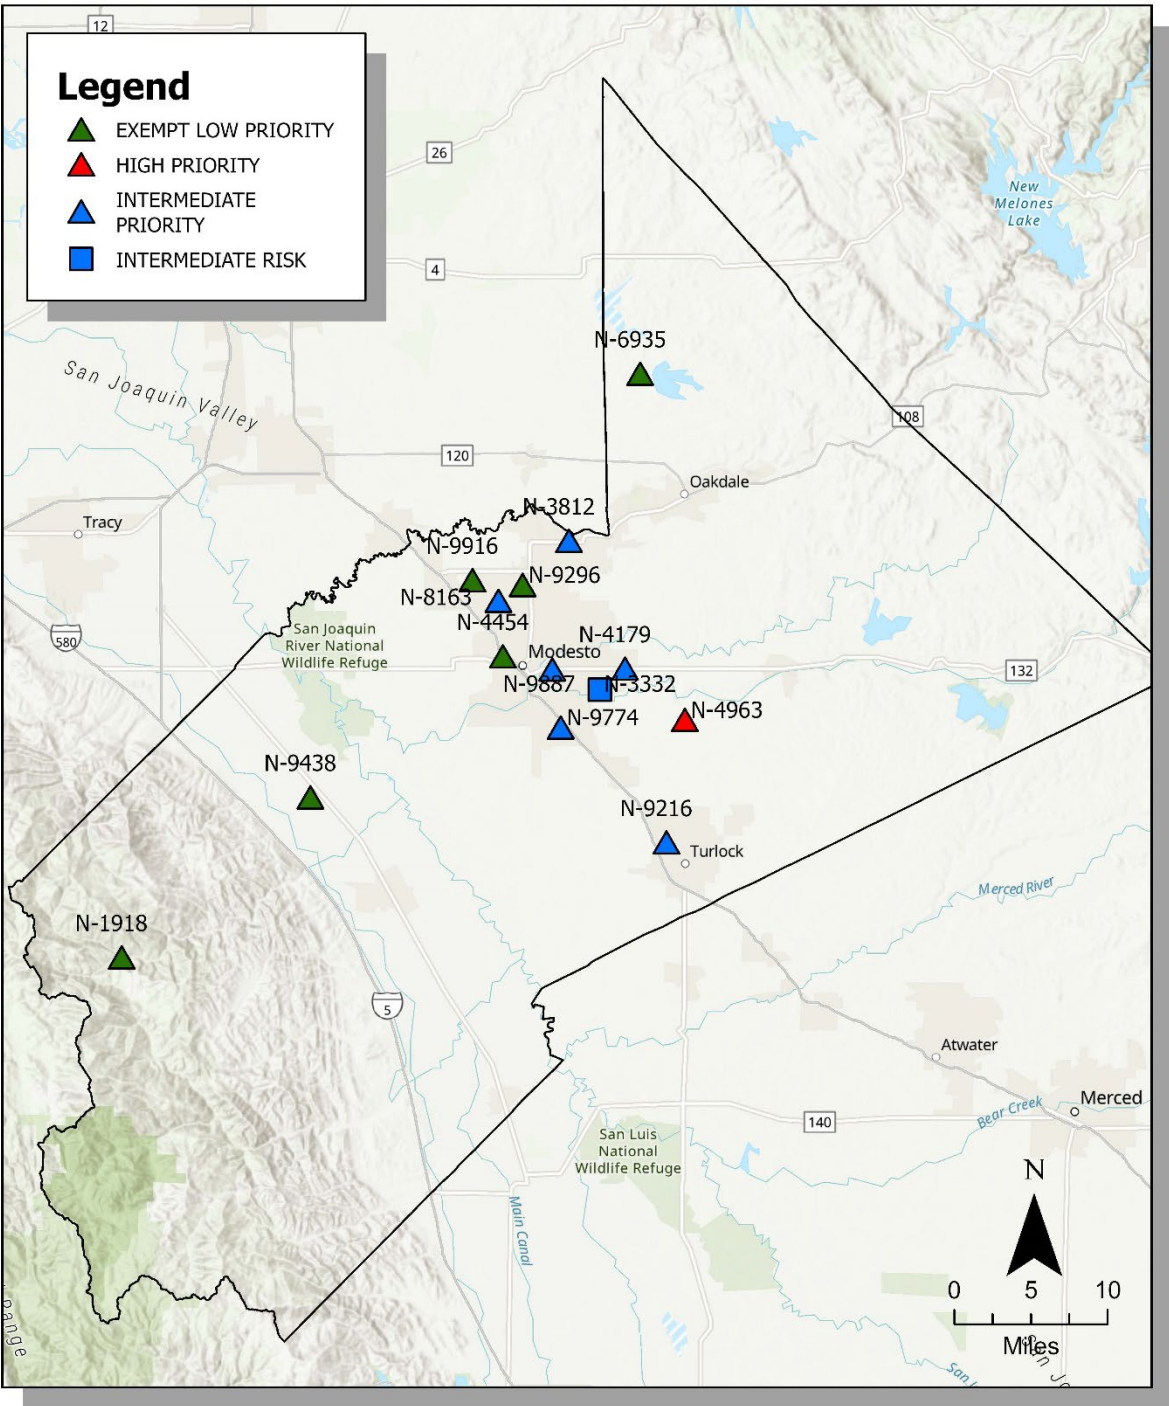 12
Legend
EXEMPT LOW PRIORITY
HIGH PRIORITY
INTERMEDIATE
PRIORITY
INTERMEDIATE RISK
26
New
Melones
Lake
4
N-6935
San Joaquin Valley
108
120
Oakdale
N-3812
Tracy
N-9916
N-9296
N-8163
N-4454
580
San Joaquin
River National
Wildlife Refuge
N-4179
Modesto
132
N-9887
N-3332
N-4963
N-9774
N-9438
N-9216
Turlock
Merced River
N-1918
5
Atwater
Merced
Bear Creek
140
San Luis
National
Wildlife Refuge
N
Main Canal
0 5 10
Miles
Range